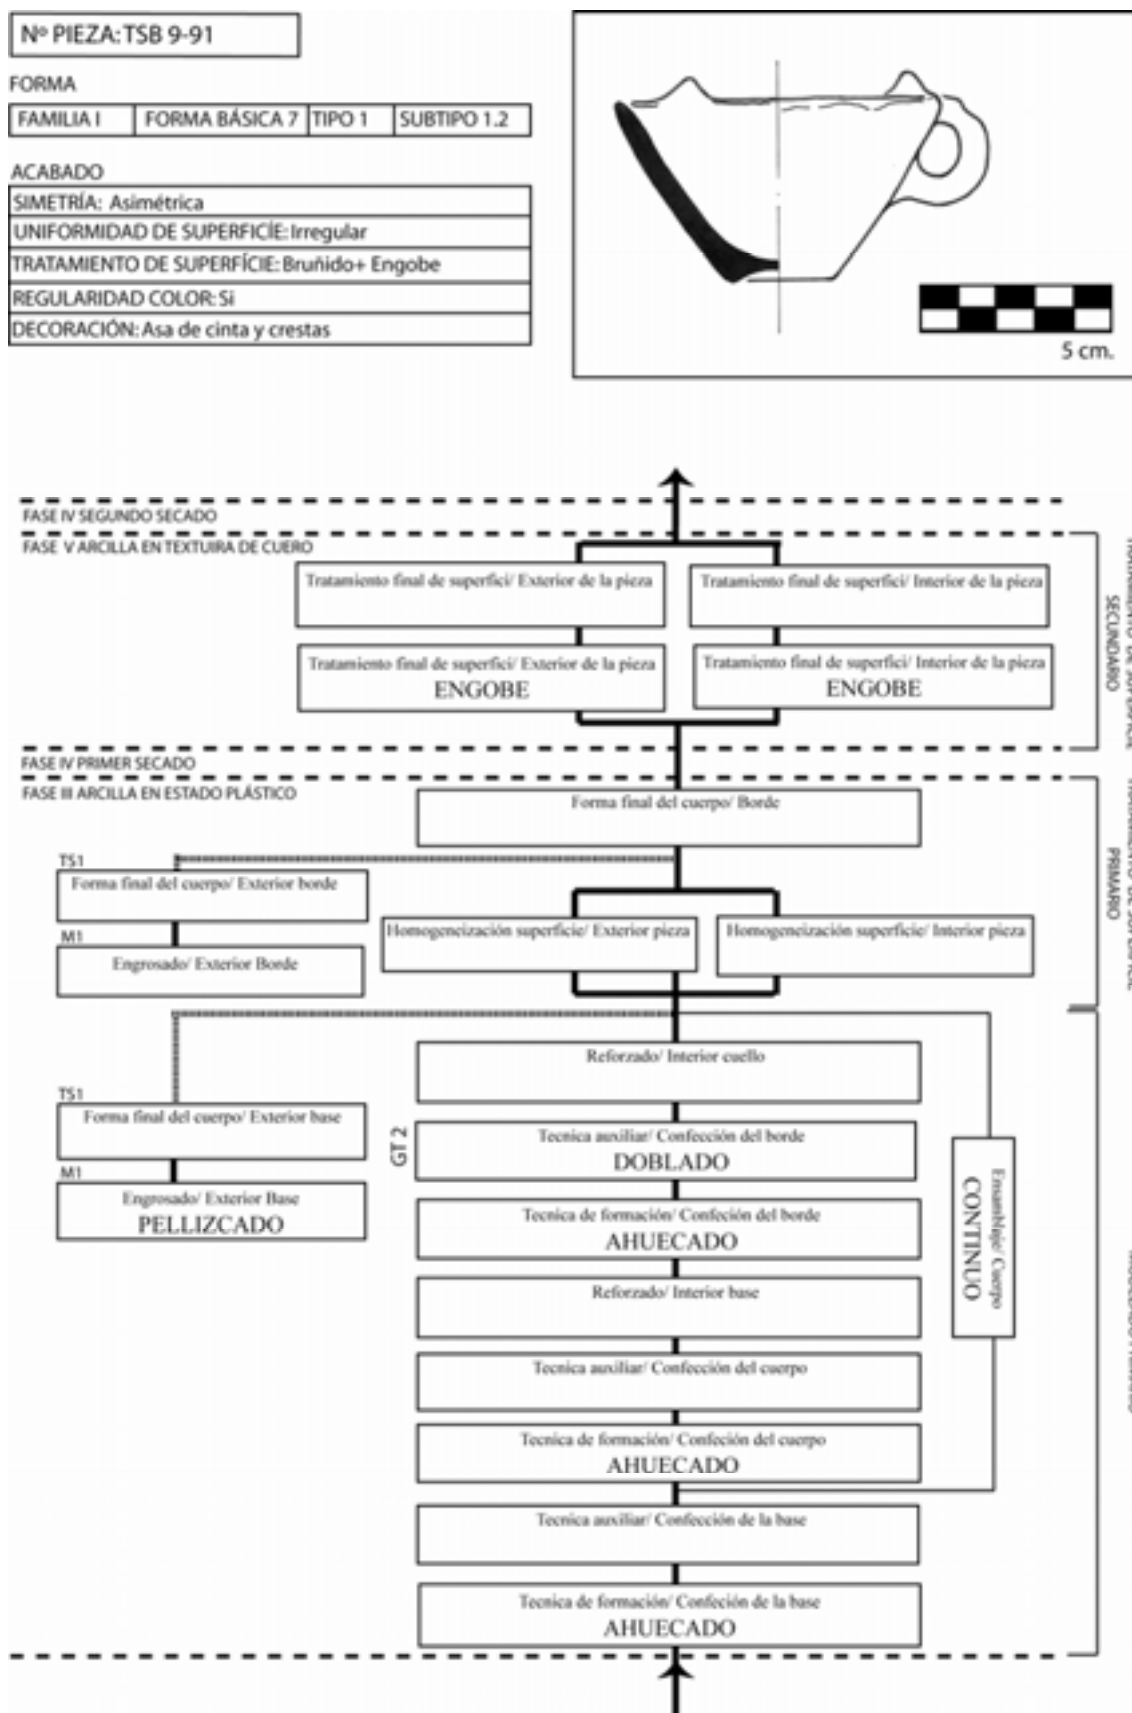 Nº PIEZA: TSB 9-91
FORMA
FAMILIA I
FORMA BÁSICA 7
TIPO 1
SUBTIPO 1.2
ACABADO
SIMETRÍA: Asimétrica
UNIFORMIDAD DE SUPERFICÍE: Irregular
TRATAMIENTO DE SUPERFÍCIE: Bruñido+ Engobe
REGULARIDAD COLOR: Si
DECORACIÓN: Asa de cinta y crestas
5 cm.
FASE IV SEGUNDO SECADO
FASE V ARCILLA EN TEXTUIRA DE CUERO
Tratamiento final de superfici/ Exterior de la pieza
Tratamiento final de superfici/ Interior de la pieza
Tratamiento final de superfici/ Exterior de la pieza
ENGOBE
Tratamiento final de superfici/ Interior de la pieza
ENGOBE
SECUNDARIO
FASE IV PRIMER SECADO
FASE III ARCILLA EN ESTADO PLÁSTICO
Forma final del cuerpo/ Borde
TS1
Forma final del cuerpo/ Exterior borde
M1
Engrosado/ Exterior Borde
Homogeneización superficie/ Exterior pieza
Homogeneización superficie/ Interior pieza
PRIMARIO
Reforzado/ Interior cuello
TS1
Forma final del cuerpo/ Exterior base
M1
Engrosado/ Exterior Base
PELLIZCADO
GT 2
Tecnica auxiliar/ Confección del borde
DOBLADO
Tecnica de formación/ Confeción del borde
AHUECADO
Reforzado/ Interior base
Ensamblaje/ Cuerpo
CONTINUO
Tecnica auxiliar/ Confección del cuerpo
Tecnica de formación/ Confeción del cuerpo
AHUECADO
Tecnica auxiliar/ Confección de la base
Tecnica de formación/ Confeción de la base
AHUECADO